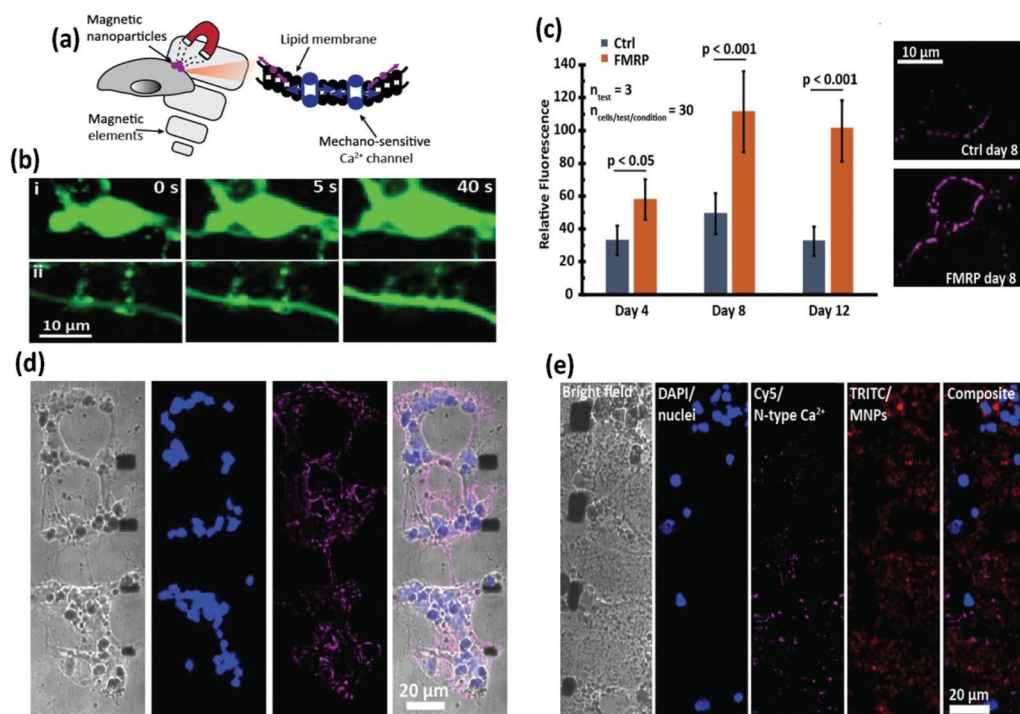 (a)
Magnetic
nanoparticles
Lipid membrane
Magnetic
elements
Mechano-sensitive
Ca²⁺ channel
(b)
i
0 s
5 s
40 s
ii
10 µm
(c)
Ctrl
FMRP
Relative Fluorescence
140
120
100
80
60
40
20
0
n_test = 3
n_cells/test/condition = 30
p < 0.05
p < 0.001
p < 0.001
Day 4
Day 8
Day 12
10 µm
Ctrl day 8
FMRP day 8
(d)
20 µm
(e)
Bright field
DAPI/
nuclei
Cy5/
N-type Ca²⁺
TRITC/
MNPs
Composite
20 µm